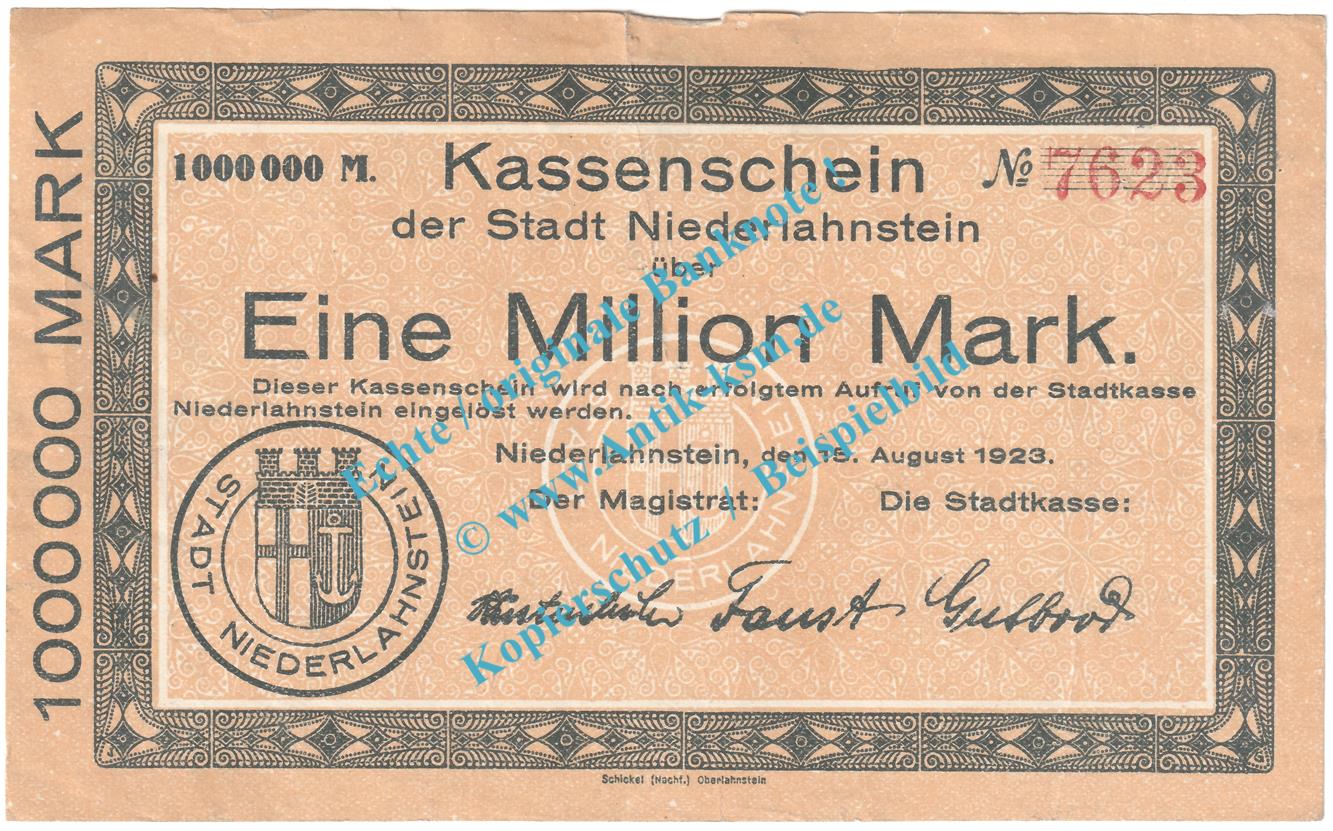 1000000 MARK
1000000 M.
Kassenschein
№ 7623
der Stadt Niederlahnstein
über
Eine Million Mark.
Dieser Kassenschein wird nach erfolgtem Aufruf von der Stadtkasse
Niederlahnstein eingelöst werden.
Niederlahnstein, den 15. August 1923.
Der Magistrat:
Die Stadtkasse:
Faust
Gutbrod
STADT NIEDERLAHNSTEIN
NIEDERLAHNSTEIN
Schickel (Nachf.) Oberlahnstein
Echte / originale Banknote !
© www.Antik-ksm.de
Kopierschutz / Beispielbild